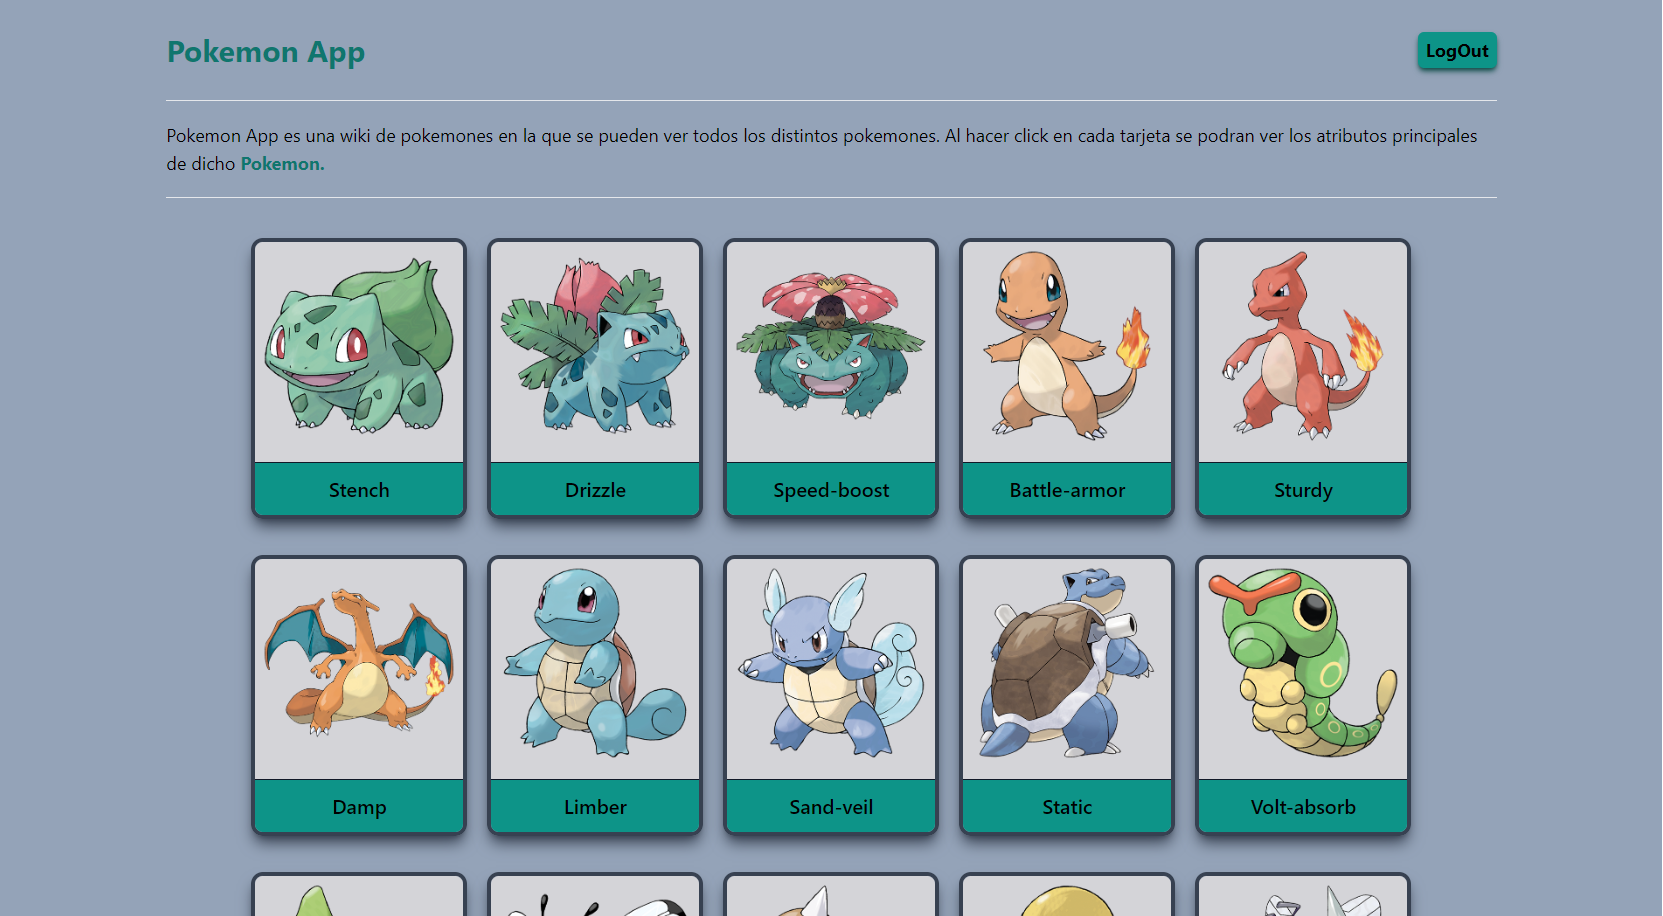 Pokemon App
LogOut
Pokemon App es una wiki de pokemones en la que se pueden ver todos los distintos pokemones. Al hacer click en cada tarjeta se podran ver los atributos principales
de dicho Pokemon.
Stench
Drizzle
Speed-boost
Battle-armor
Sturdy
Damp
Limber
Sand-veil
Static
Volt-absorb